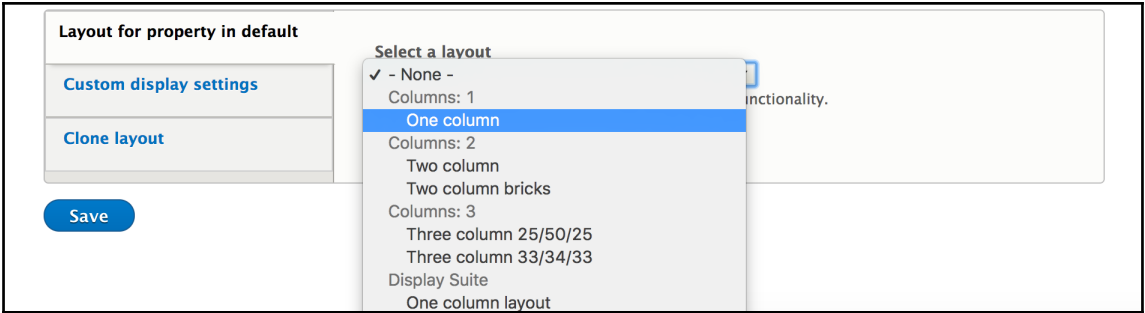 Layout for property in default
Custom display settings
Clone layout
Save
Select a layout
✓ - None -
Columns: 1
One column
Columns: 2
Two column
Two column bricks
Columns: 3
Three column 25/50/25
Three column 33/34/33
Display Suite
One column layout